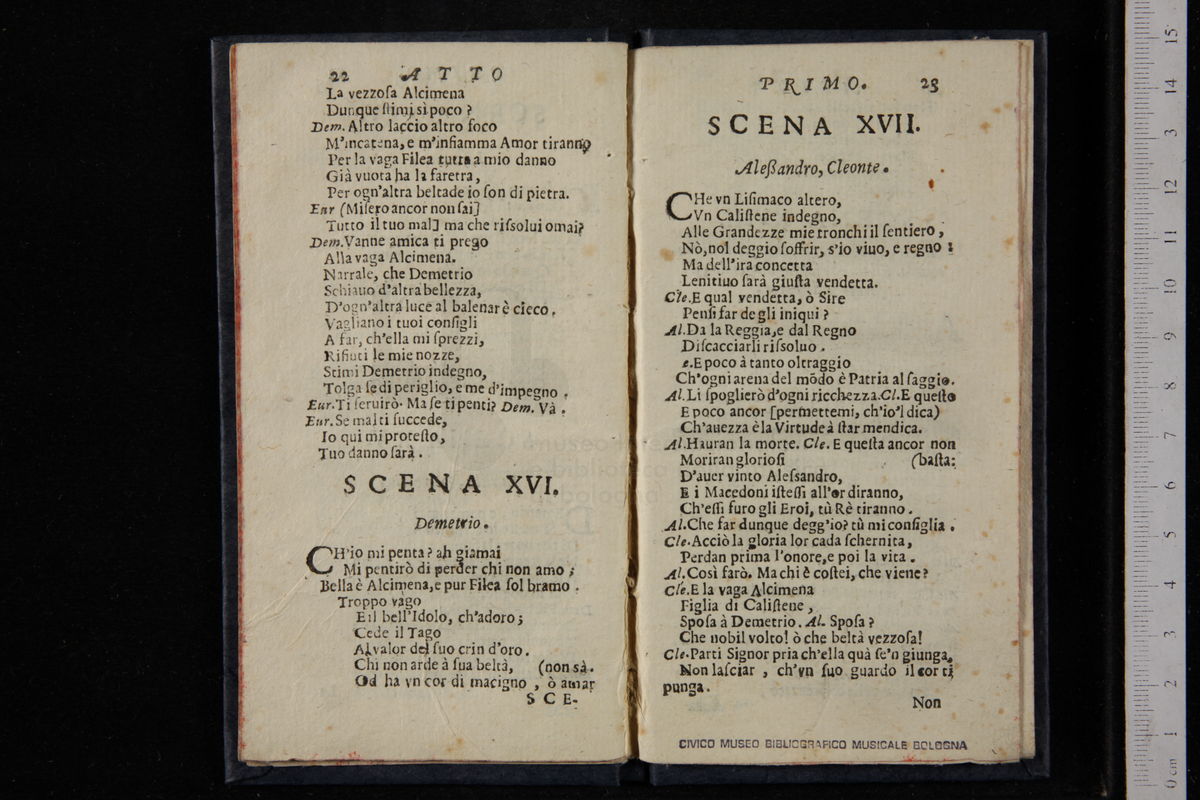 22 ATTO
La vezzoſa Alcimena
Dunque ſtimi sì poco ?
Dem. Altro laccio altro foco
M'incatena, e m'infiamma Amor tiranno
Per la vaga Filea tutta a mio danno
Già vuota ha la faretra,
Per ogn'altra beltade io ſon di pietra.
Eur (Miſero ancor non ſai]
Tutto il tuo mal] ma che riſsolui omai?
Dem. Vanne amica ti prego
Alla vaga Alcimena.
Narrale, che Demetrio
Schiauo d'altra bellezza,
D'ogn'altra luce al balenar è cieco.
Vagliano i tuoi conſigli
A far, ch'ella mi ſprezzi,
Rifiuti le mie nozze,
Stimi Demetrio indegno,
Tolga ſe di periglio, e me d'impegno.
Eur. Ti ſeruirò. Ma ſe ti penti? Dem. Và.
Eur. Se mal ti ſuccede,
Io qui mi proteſto,
Tuo danno ſarà.
SCENA XVI.
Demetrio.
CH'io mi penta? ah giamai
Mi pentirò di perder chi non amo;
Bella è Alcimena, e pur Filea ſol bramo.
Troppo vago
E il bell'Idolo, ch'adoro;
Cede il Tago
Al valor del ſuo crin d'oro.
Chi non arde à ſua beltà, (non sà.
Od ha vn cor di macigno, ò amar
SCE-
PRIMO. 23
SCENA XVII.
Aleßandro, Cleonte.
CHe vn Liſimaco altero,
Vn Caliſtene indegno,
Alle Grandezze mie tronchi il ſentiero,
Nò, nol deggio ſoffrir, s'io viuo, e regno:
Ma dell'ira concetta
Lenitiuo ſarà giuſta vendetta.
Cle. E qual vendetta, ò Sire
Penſi far degli iniqui ?
Al. Da la Reggia, e dal Regno
Diſcacciarli riſsoluo.
e. E poco à tanto oltraggio
Ch'ogni arena del mōdo è Patria al ſaggio.
Al. Li ſpoglierò d'ogni ricchezza. Cl. E queſto
E poco ancor [permettemi, ch'io'l dica)
Ch'auezza è la Virtude à ſtar mendica.
Al. Hauran la morte. Cle. E queſta ancor non
Moriran glorioſi (baſta:
D'auer vinto Aleſsandro,
E i Macedoni iſteſſi all'or diranno,
Ch'eſſi furo gli Eroi, tù Rè tiranno.
Al. Che far dunque degg'io? tù mi conſiglia.
Cle. Acciò la gloria lor cada ſchernita,
Perdan prima l'onore, e poi la vita.
Al. Così farò. Ma chi è coſtei, che viene?
Cle. E la vaga Alcimena
Figlia di Caliſtene,
Spoſa à Demetrio. Al. Spoſa ?
Che nobil volto! ò che beltà vezzoſa!
Cle. Parti Signor pria ch'ella quà ſe'n giunga,
Non laſciar, ch'vn ſuo guardo il cor ti
punga.
Non
CIVICO MUSEO BIBLIOGRAFICO MUSICALE BOLOGNA